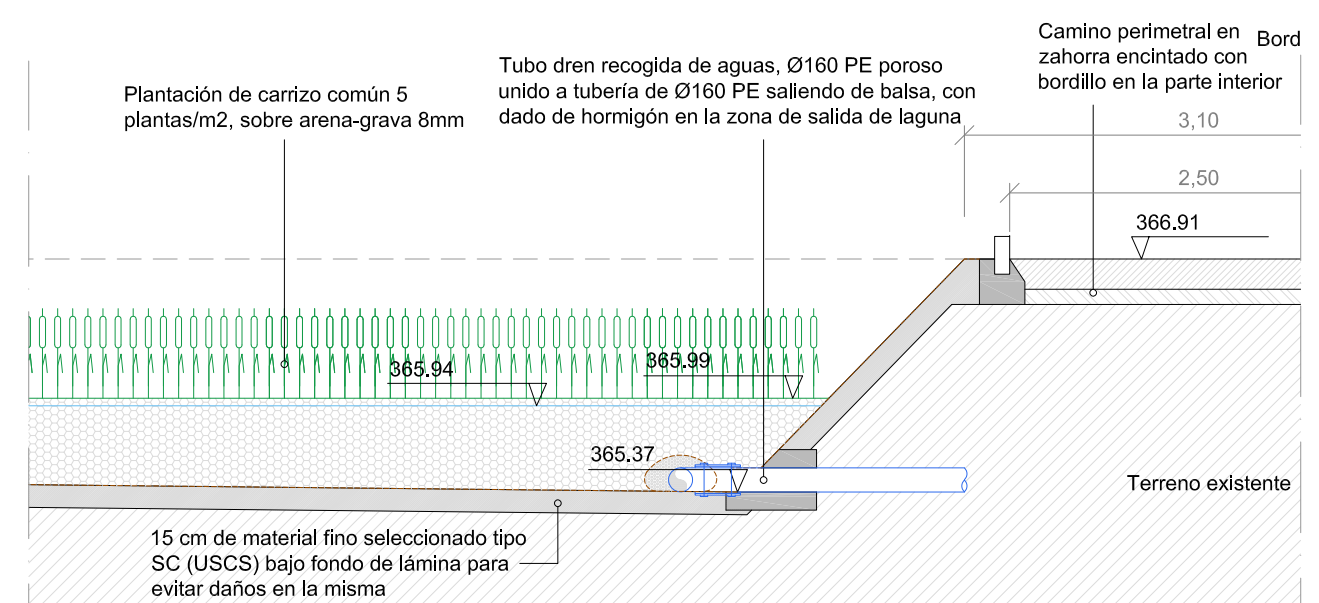 Camino perimetral en
zahorra encintado con
bordillo en la parte interior
Bord
Tubo dren recogida de aguas, Ø160 PE poroso
unido a tubería de Ø160 PE saliendo de balsa, con
dado de hormigón en la zona de salida de laguna
Plantación de carrizo común 5
plantas/m2, sobre arena-grava 8mm
3,10
2,50
366.91
365.94
365.99
365.37
Terreno existente
15 cm de material fino seleccionado tipo
SC (USCS) bajo fondo de lámina para
evitar daños en la misma